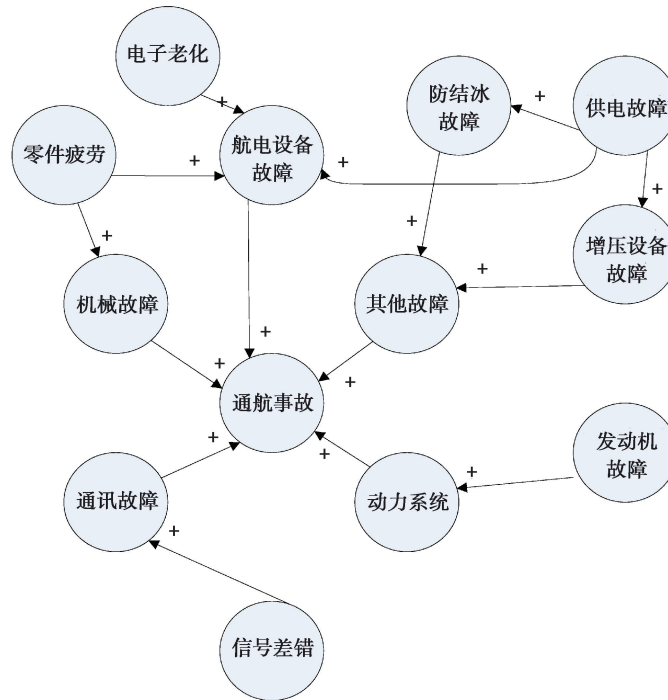 电子老化
+
防结冰
故障
+
供电故障
零件疲劳
+
航电设备
故障
+
+
+
+
增压设备
故障
机械故障
其他故障
+
+
+
+
+
通航事故
发动机
故障
+
+
+
通讯故障
动力系统
+
信号差错